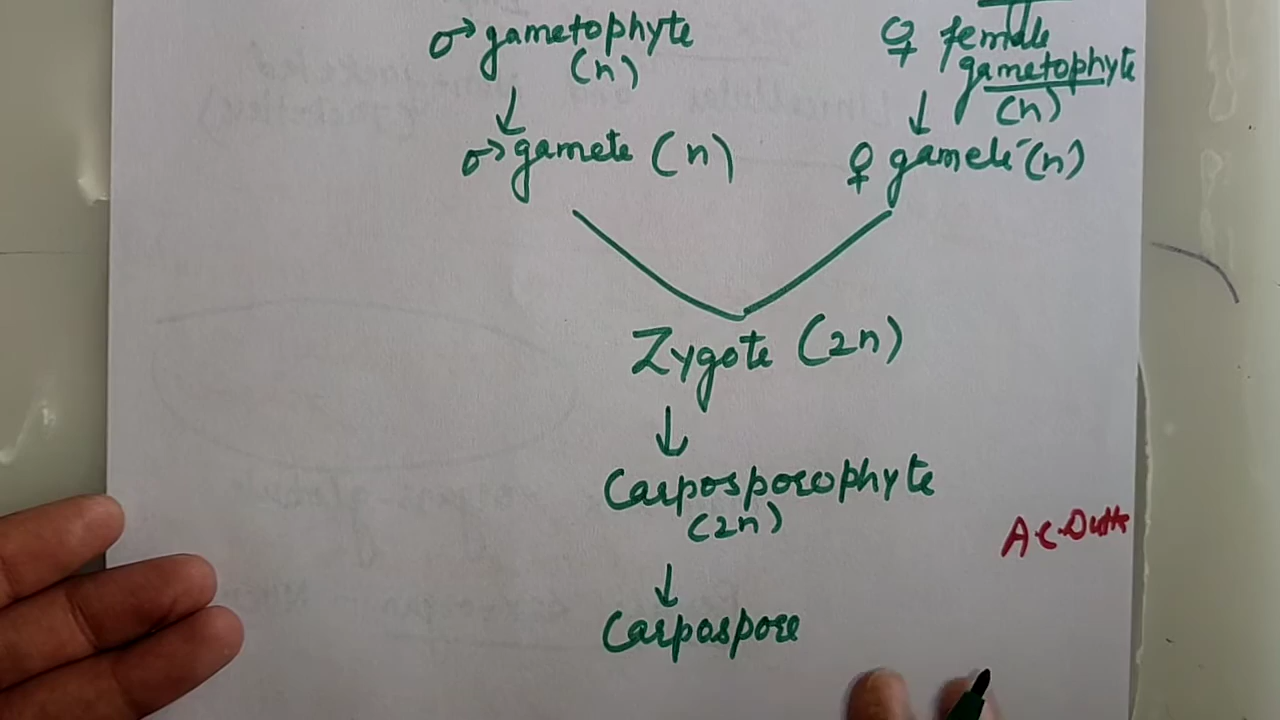 ♂ gametophyte
(n)
♀ female
gametophyte
(n)
↓
↓
♂ gamete (n)
♀ gamete (n)
Zygote (2n)
↓
Carposporophyte
(2n)
↓
Carpospore
A.C.Dutta